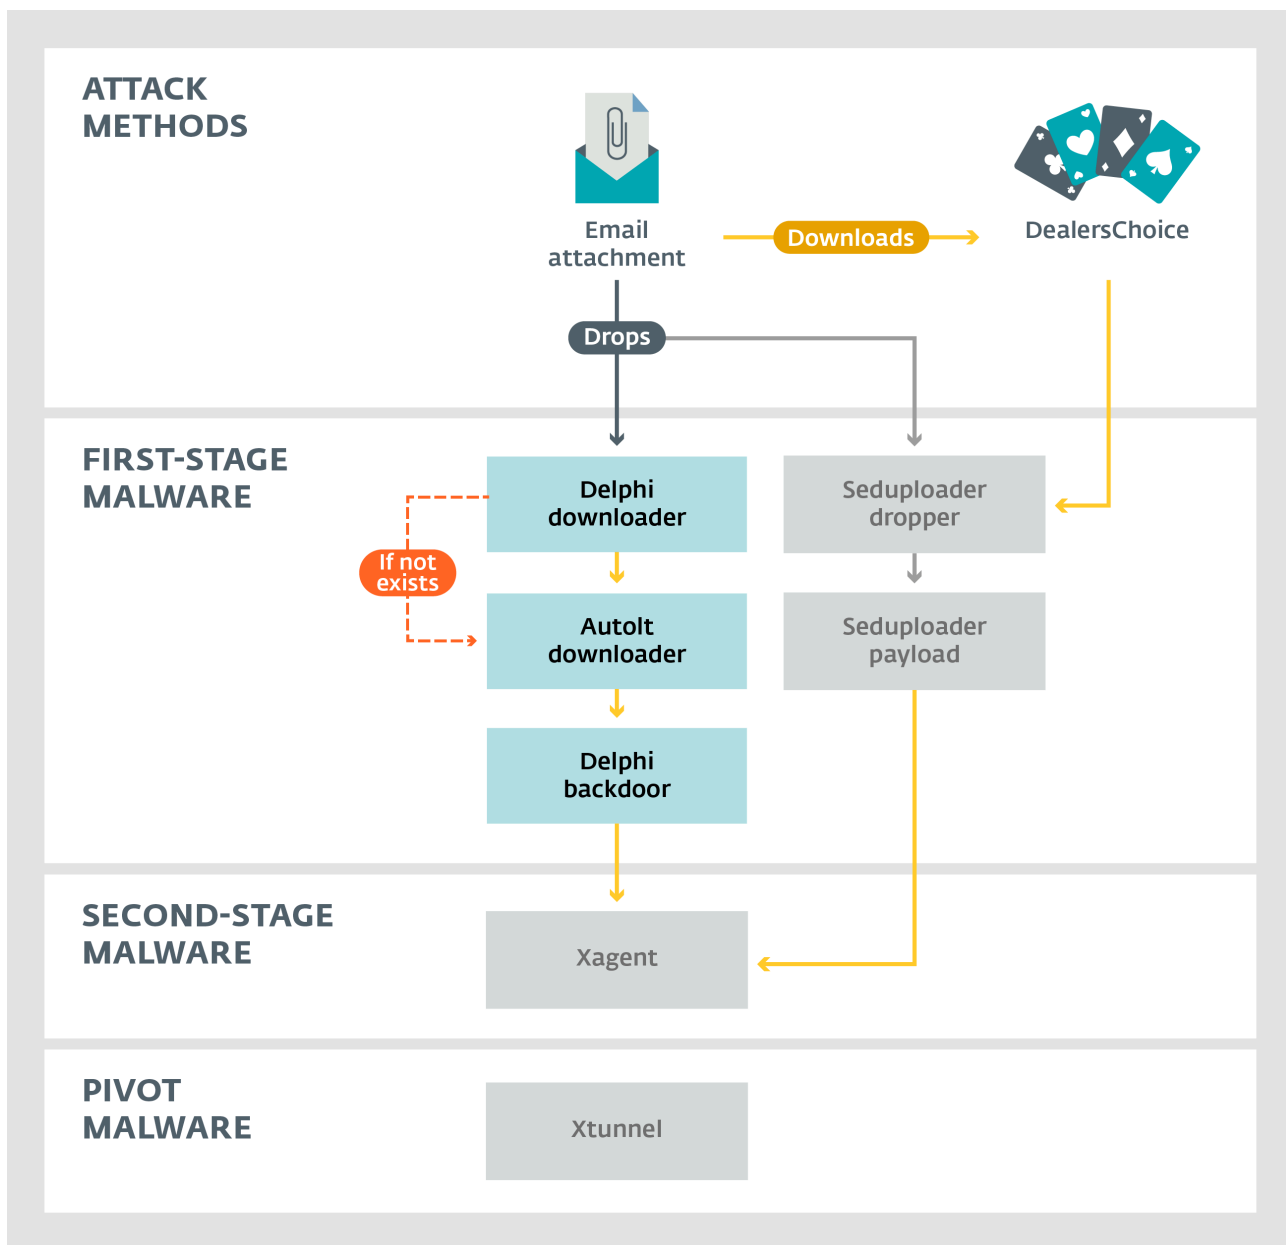 ATTACK
METHODS
Email
attachment
Downloads
DealersChoice
Drops
FIRST-STAGE
MALWARE
Delphi
downloader
Seduploader
dropper
If not
exists
AutoIt
downloader
Seduploader
payload
Delphi
backdoor
SECOND-STAGE
MALWARE
Xagent
PIVOT
MALWARE
Xtunnel